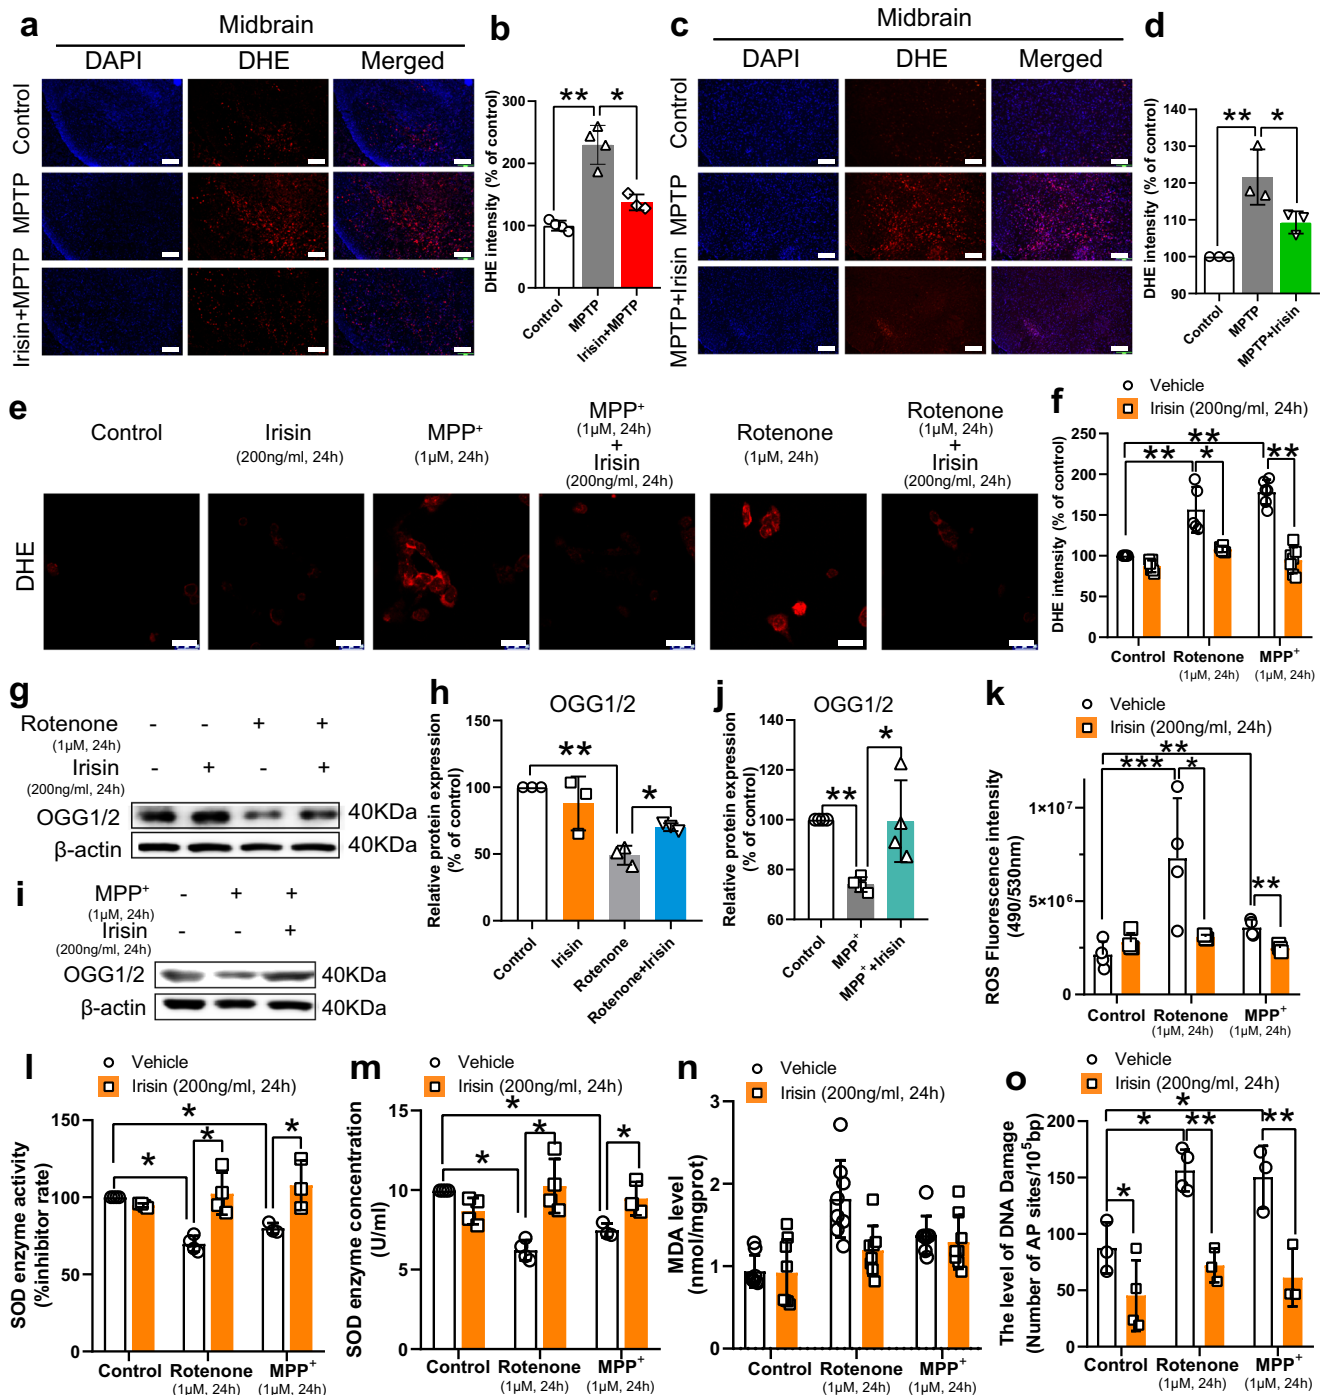 a
Midbrain
DAPI DHE Merged
Control
MPTP
Irisin+MPTP
b
DHE intensity (% of control)
300
200
100
0
** *
Control
MPTP
Irisin+MPTP
c
Midbrain
DAPI DHE Merged
Control
MPTP
MPTP+Irisin
d
DHE intensity (% of control)
140
130
120
110
100
90
** *
Control
MPTP
MPTP+Irisin
e
Control
Irisin
(200ng/ml, 24h)
MPP⁺
(1μM, 24h)
MPP⁺
(1μM, 24h)
+
Irisin
(200ng/ml, 24h)
Rotenone
(1μM, 24h)
Rotenone
(1μM, 24h)
+
Irisin
(200ng/ml, 24h)
DHE
f
Vehicle
Irisin (200ng/ml, 24h)
DHE intensity (% of control)
250
200
150
100
50
0
**
** * **
Control Rotenone MPP⁺
(1μM, 24h) (1μM, 24h)
g
Rotenone - - + +
(1μM, 24h)
Irisin - + - +
(200ng/ml, 24h)
OGG1/2 40KDa
β-actin 40KDa
h
OGG1/2
Relative protein expression
(% of control)
150
100
50
0
**
*
Control
Irisin
Rotenone
Rotenone+Irisin
i
MPP⁺ - + +
(1μM, 24h)
Irisin - - +
(200ng/ml, 24h)
OGG1/2 40KDa
β-actin 40KDa
j
OGG1/2
Relative protein expression
(% of control)
140
120
100
80
60
*
**
Control
MPP⁺
MPP⁺+Irisin
k
Vehicle
Irisin (200ng/ml, 24h)
ROS Fluorescence intensity
(490/530nm)
1×10⁷
5×10⁶
0
**
*** *
**
Control Rotenone MPP⁺
(1μM, 24h) (1μM, 24h)
l
Vehicle
Irisin (200ng/ml, 24h)
SOD enzyme activity
(%inhibitor rate)
150
100
50
0
*
* * *
Control Rotenone MPP⁺
(1μM, 24h) (1μM, 24h)
m
Vehicle
Irisin (200ng/ml, 24h)
SOD enzyme concentration
(U/ml)
15
10
5
0
*
* * *
Control Rotenone MPP⁺
(1μM, 24h) (1μM, 24h)
n
Vehicle
Irisin (200ng/ml, 24h)
MDA level
(nmol/mgprot)
3
2
1
0
Control Rotenone MPP⁺
(1μM, 24h) (1μM, 24h)
o
Vehicle
Irisin (200ng/ml, 24h)
The level of DNA Damage
(Number of AP sites/10⁵bp)
200
150
100
50
0
*
* ** **
*
Control Rotenone MPP⁺
(1μM, 24h) (1μM, 24h)